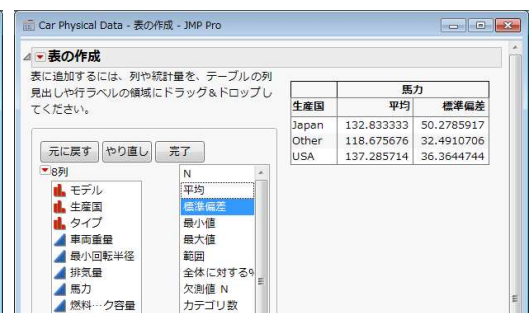 Car Physical Data - 表の作成 - JMP Pro
表の作成
表に追加するには、列や統計量を、テーブルの列
見出しや行ラベルの領域にドラッグ＆ドロップし
てください。
元に戻す やり直し 完了
8列
モデル
生産国
タイプ
車両重量
最小回転半径
排気量
馬力
燃料…ク容量
N
平均
標準偏差
最小値
最大値
範囲
全体に対する%
欠測値 N
カテゴリ数
馬力
生産国 平均 標準偏差
Japan 132.833333 50.2785917
Other 118.675676 32.4910706
USA 137.285714 36.3644744